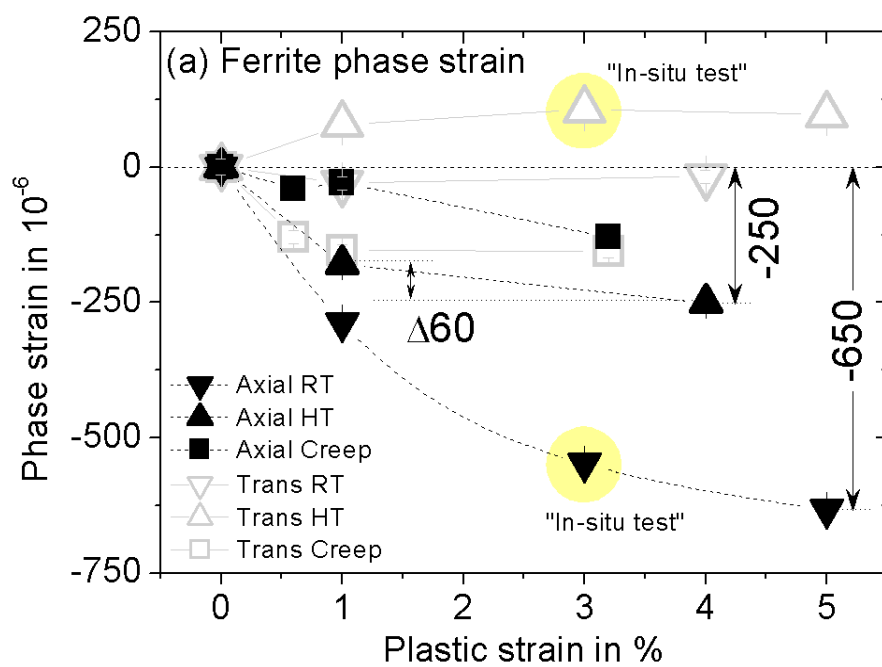 (a) Ferrite phase strain
"In-situ test"
250
0
-250
-500
-750
Phase strain in 10⁻⁶
-250
-650
Δ60
Axial RT
Axial HT
Axial Creep
Trans RT
Trans HT
Trans Creep
"In-situ test"
0 1 2 3 4 5
Plastic strain in %